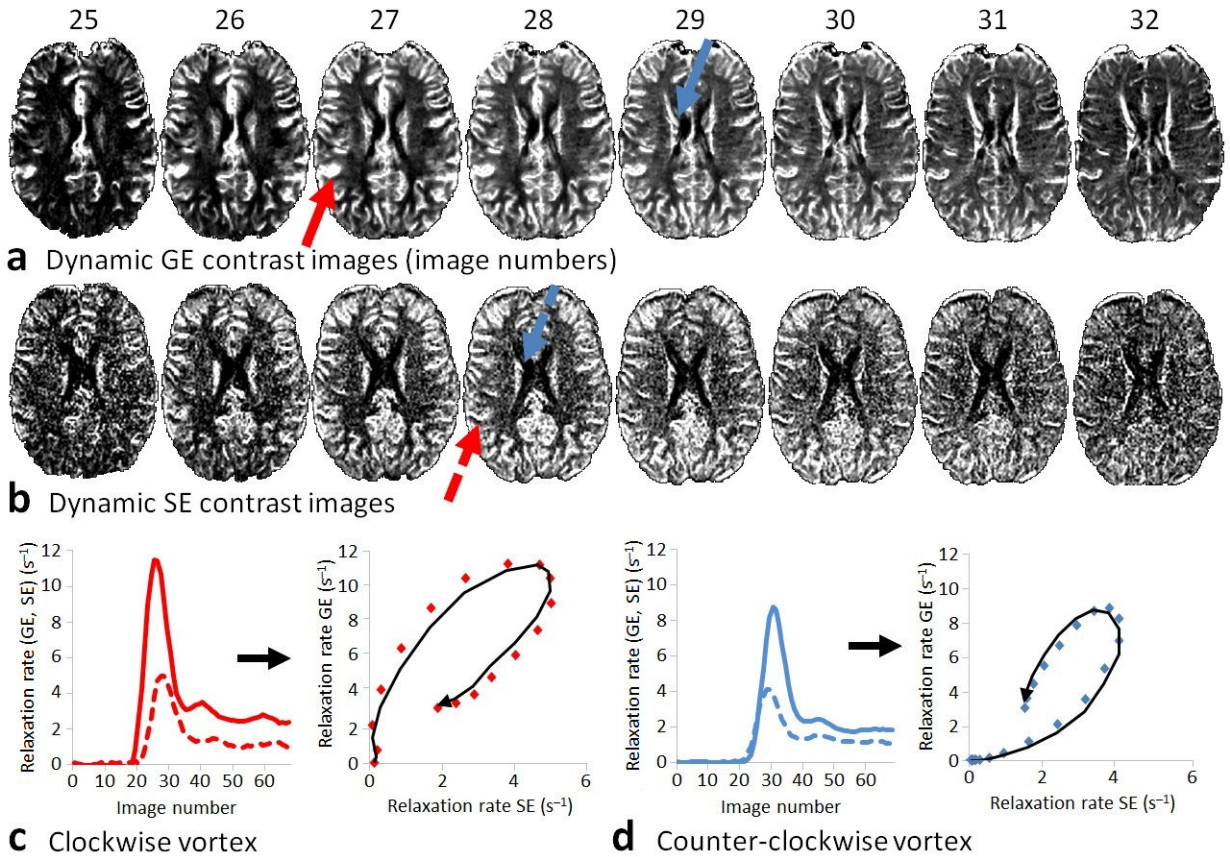 25 26 27 28 29 30 31 32
a Dynamic GE contrast images (image numbers)
b Dynamic SE contrast images
Relaxation rate (GE, SE) (s⁻¹)
12
10
8
6
4
2
0
0 10 20 30 40 50 60
Image number
Relaxation rate GE (s⁻¹)
12
10
8
6
4
2
0
0 2 4 6
Relaxation rate SE (s⁻¹)
c Clockwise vortex
Relaxation rate (GE, SE) (s⁻¹)
12
10
8
6
4
2
0
0 10 20 30 40 50 60
Image number
Relaxation rate GE (s⁻¹)
12
10
8
6
4
2
0
0 2 4 6
Relaxation rate SE (s⁻¹)
d Counter-clockwise vortex